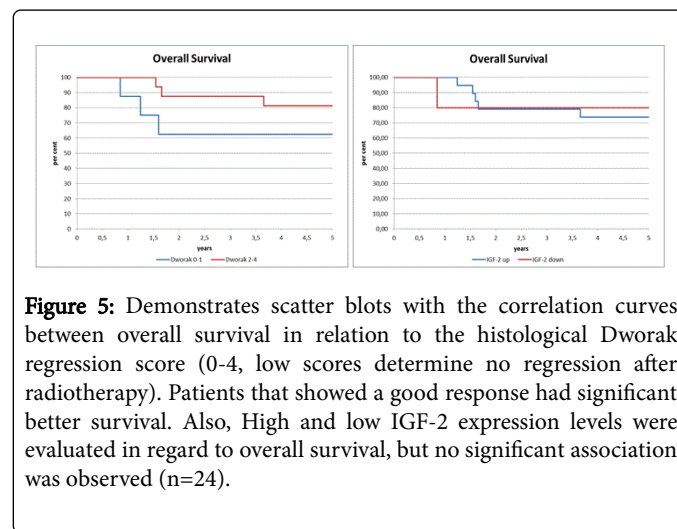 Overall Survival
100
90
80
70
60
50
40
30
20
10
0
per cent
0 0,5 1 1,5 2 2,5 3 3,5 4 4,5 5
years
Dworak 0-1 Dworak 2-4
Overall Survival
100,00
90,00
80,00
70,00
60,00
50,00
40,00
30,00
20,00
10,00
0,00
per cent
0 0,5 1 1,5 2 2,5 3 3,5 4 4,5 5
years
IGF-2 up IGF-2 down
Figure 5: Demonstrates scatter blots with the correlation curves
between overall survival in relation to the histological Dworak
regression score (0-4, low scores determine no regression after
radiotherapy). Patients that showed a good response had significant
better survival. Also, High and low IGF-2 expression levels were
evaluated in regard to overall survival, but no significant association
was observed (n=24).